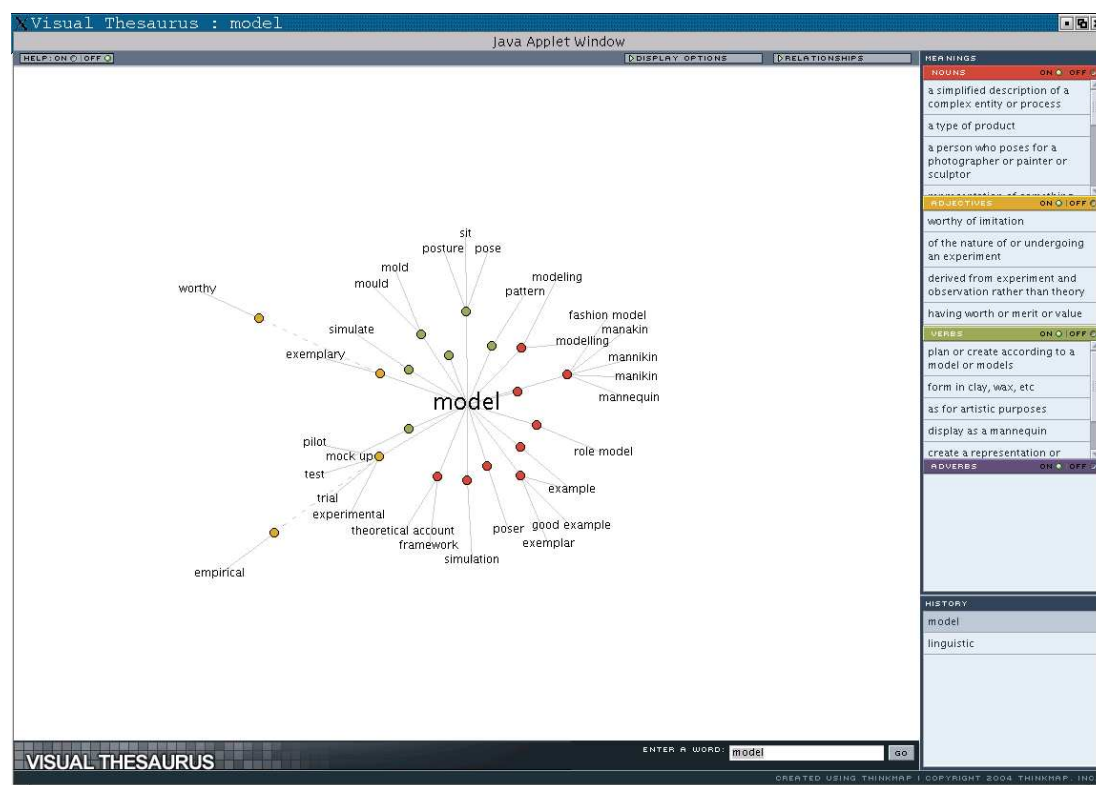 Visual Thesaurus : model
Java Applet Window
HELP: ON OFF
DISPLAY OPTIONS
RELATIONSHIPS
sit
posture pose
mold
mould
modeling
pattern
worthy
fashion model
manakin
simulate
modelling
exemplary
mannikin
manikin
mannequin
model
pilot
mock up
role model
test
trial
example
experimental
good example
theoretical account
poser
framework
exemplar
simulation
empirical
MEANINGS
NOUNS ON OFF
a simplified description of a
complex entity or process
a type of product
a person who poses for a
photographer or painter or
sculptor
ADJECTIVES ON | OFF
worthy of imitation
of the nature of or undergoing
an experiment
derived from experiment and
observation rather than theory
having worth or merit or value
VERBS ON | OFF
plan or create according to a
model or models
form in clay, wax, etc
as for artistic purposes
display as a mannequin
create a representation or
ADVERBS ON OFF
HISTORY
model
linguistic
VISUAL THESAURUS
ENTER A WORD: model GO
CREATED USING THINKMAP | COPYRIGHT 2004 THINKMAP, INC